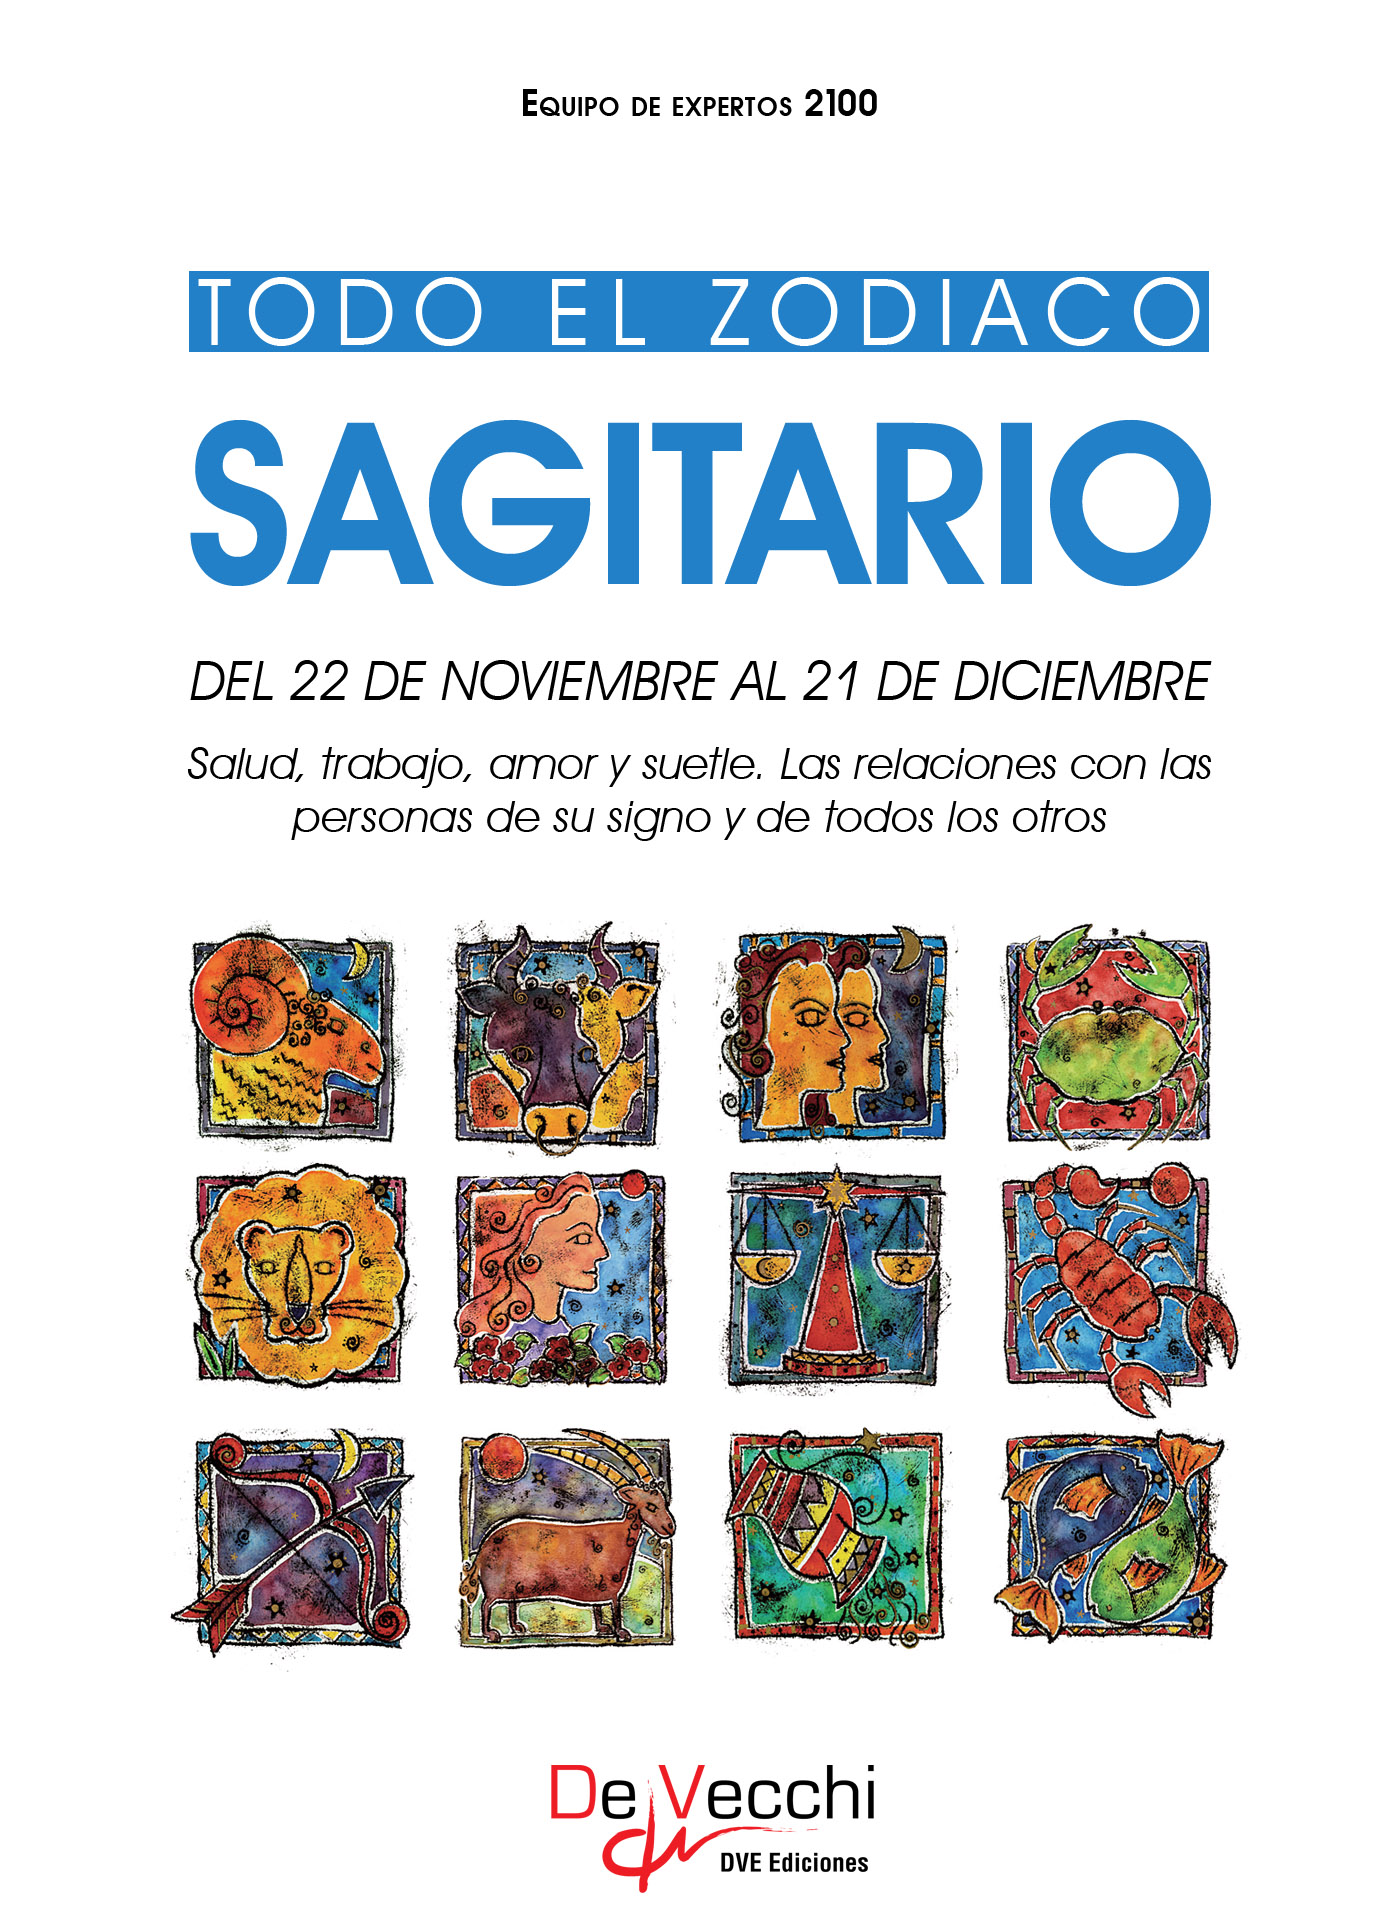 EQUIPO DE EXPERTOS 2100
TODO EL ZODIACO
SAGITARIO
DEL 22 DE NOVIEMBRE AL 21 DE DICIEMBRE
Salud, trabajo, amor y suetle. Las relaciones con las
personas de su signo y de todos los otros
De Vecchi
DVE Ediciones